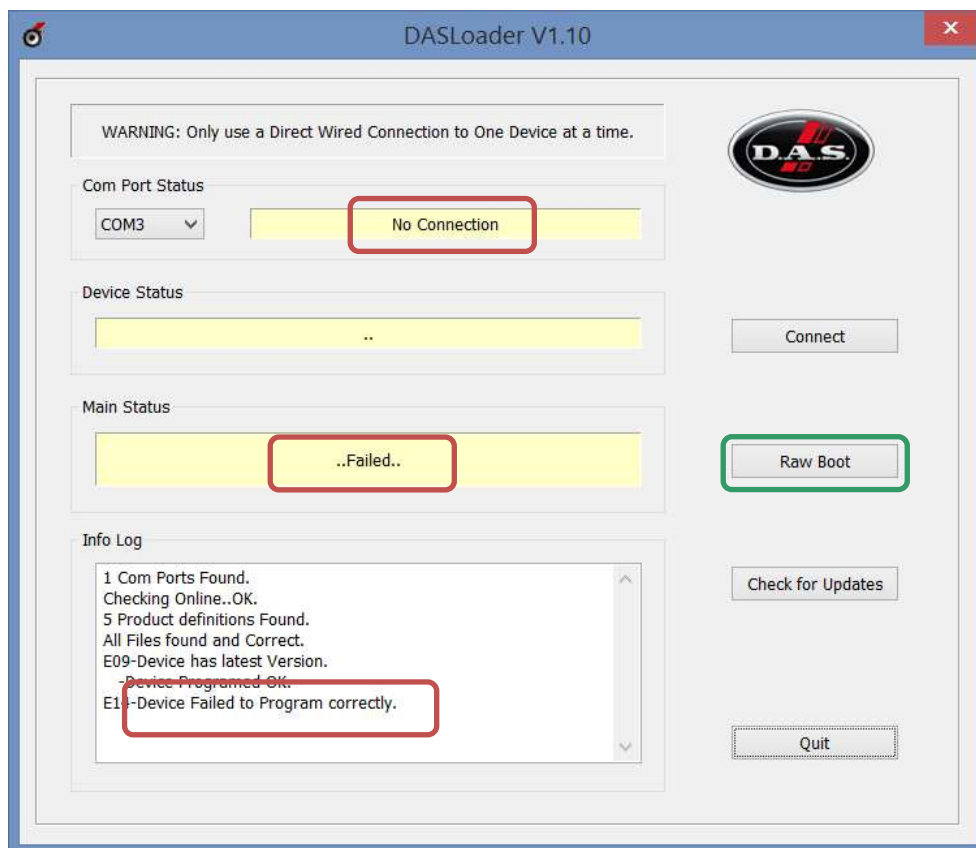 DASLoader V1.10
WARNING: Only use a Direct Wired Connection to One Device at a time.
D.A.S.
Com Port Status
COM3
No Connection
Device Status
..
Connect
Main Status
..Failed..
Raw Boot
Info Log
1 Com Ports Found.
Checking Online..OK.
5 Product definitions Found.
All Files found and Correct.
E09-Device has latest Version.
-Device Programed OK.
E14-Device Failed to Program correctly.
Check for Updates
Quit